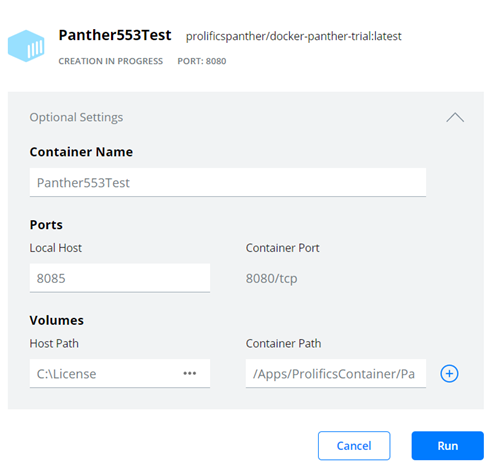 Panther553Test prolificspanther/docker-panther-trial:latest
CREATION IN PROGRESS PORT: 8080
Optional Settings
Container Name
Panther553Test
Ports
Local Host Container Port
8085 8080/tcp
Volumes
Host Path Container Path
C:\License ••• /Apps/ProlificsContainer/Pa
Cancel Run